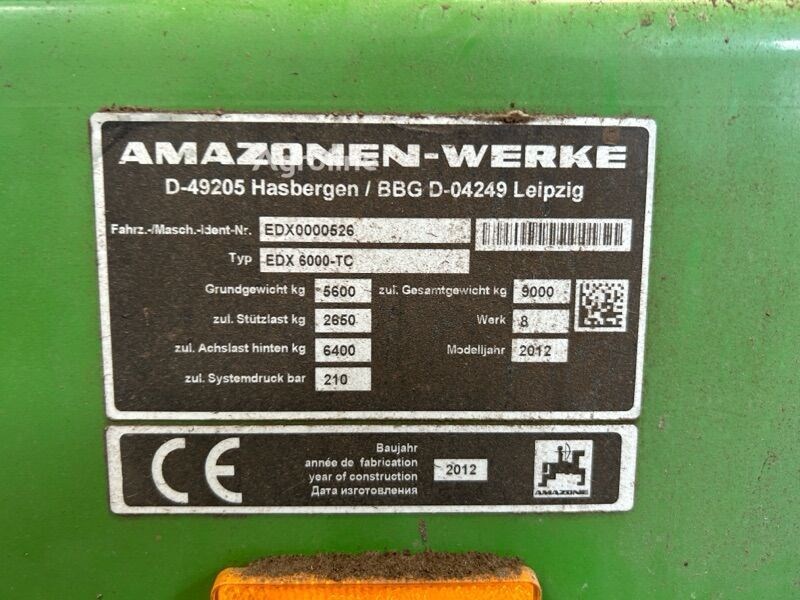 AMAZONEN-WERKE
Agroline
D-49205 Hasbergen / BBG D-04249 Leipzig
Fahrz.-/Masch.-Ident-Nr. EDX0000526
Typ EDX 6000-TC
Grundgewicht kg 5600 zul. Gesamtgewicht kg 9000
zul. Stützlast kg 2650 Werk 8
zul. Achslast hinten kg 6400 Modelljahr 2012
zul. Systemdruck bar 210
CE
Baujahr
année de fabrication
year of construction 2012
Дата изготовления
AMAZONE